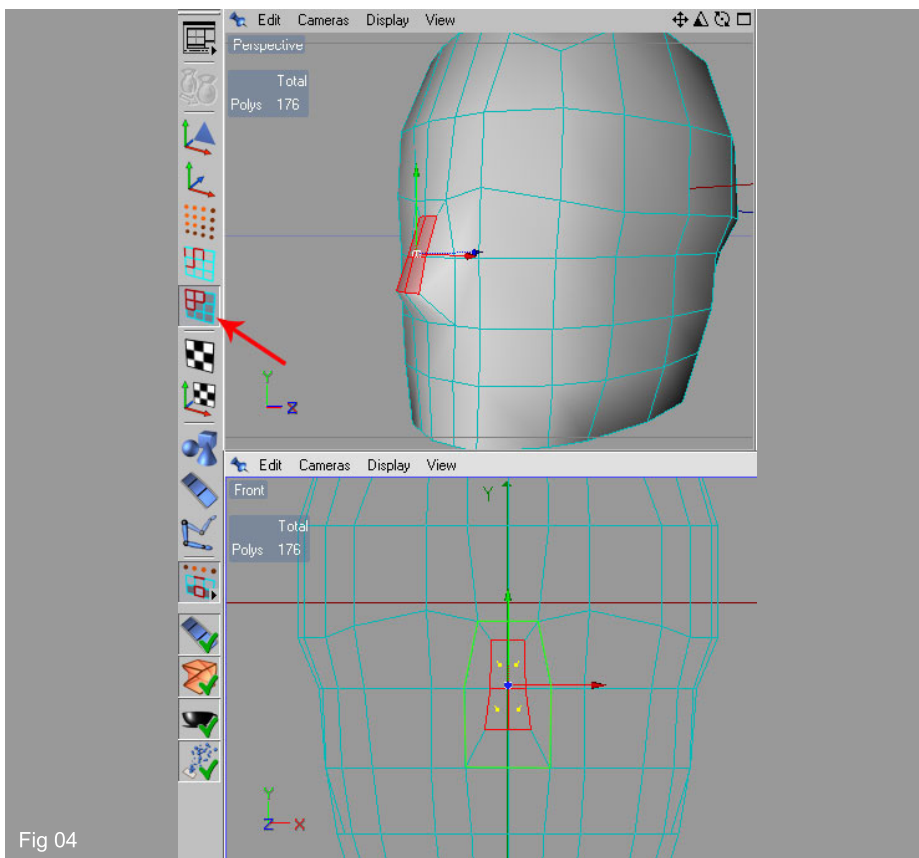 Edit Cameras Display View
Perspective
Total
Polys 176
Y
Z
Edit Cameras Display View
Front
Y
Total
Polys 176
Y
Z X
Fig 04